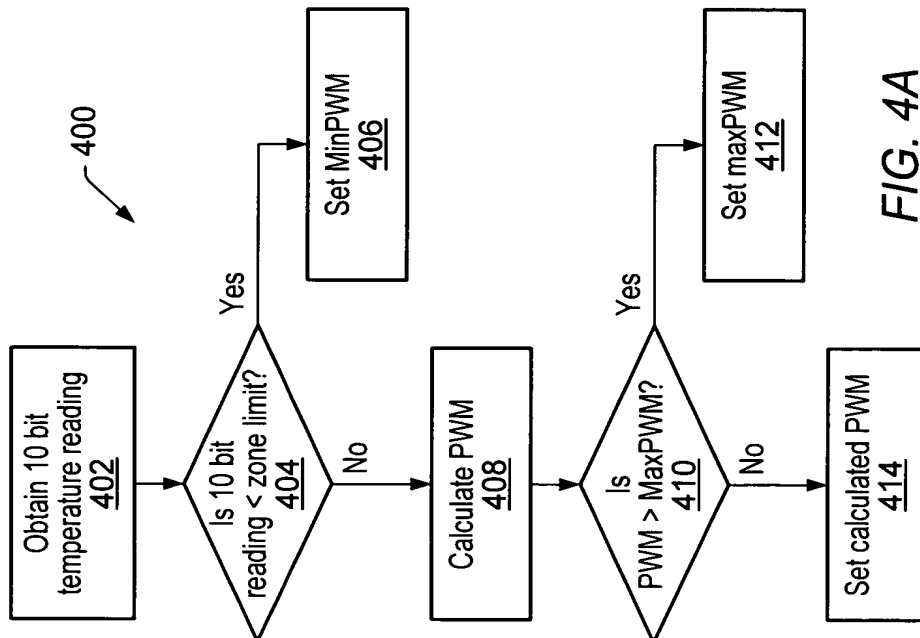 400
Obtain 10 bit
temperature reading
402
Is 10 bit
reading < zone limit?
404
Yes
Set MinPWM
406
No
Calculate PWM
408
Is
PWM > MaxPWM?
410
Yes
Set maxPWM
412
No
Set calculated PWM
414
FIG. 4A